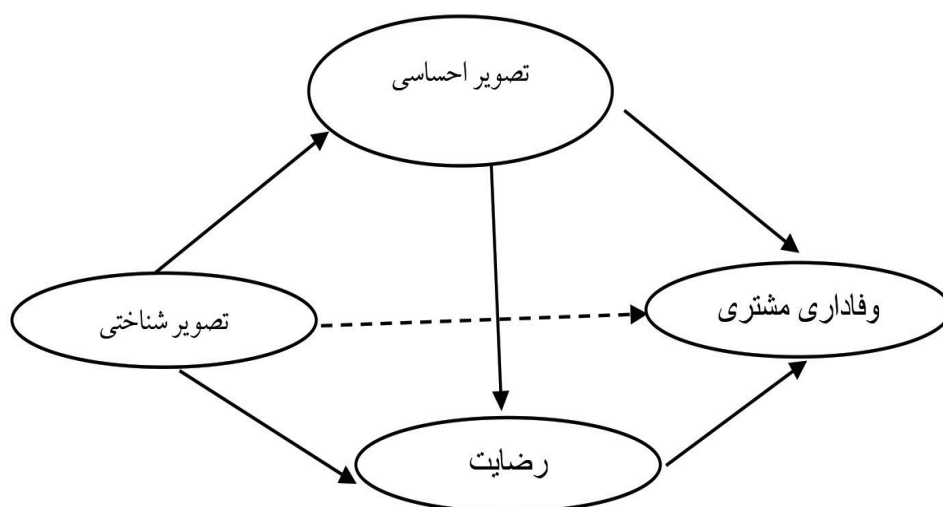 تصویر احساسی
وفاداری مشتری
تصویر شناختی
رضایت